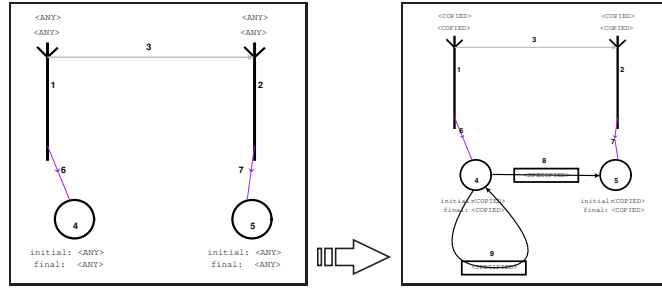 <ANY> <ANY>
<ANY> <ANY>
3
1 2
6 7
4 5
initial: <ANY> initial: <ANY>
final: <ANY> final: <ANY>
<COPIED> <COPIED>
<COPIED> <COPIED>
3
1 2
6 7
8
4 <SPECIFIED> 5
initial:<COPIED> initial:<COPIED>
final: <COPIED> final: <COPIED>
9
<SPECIFIED>